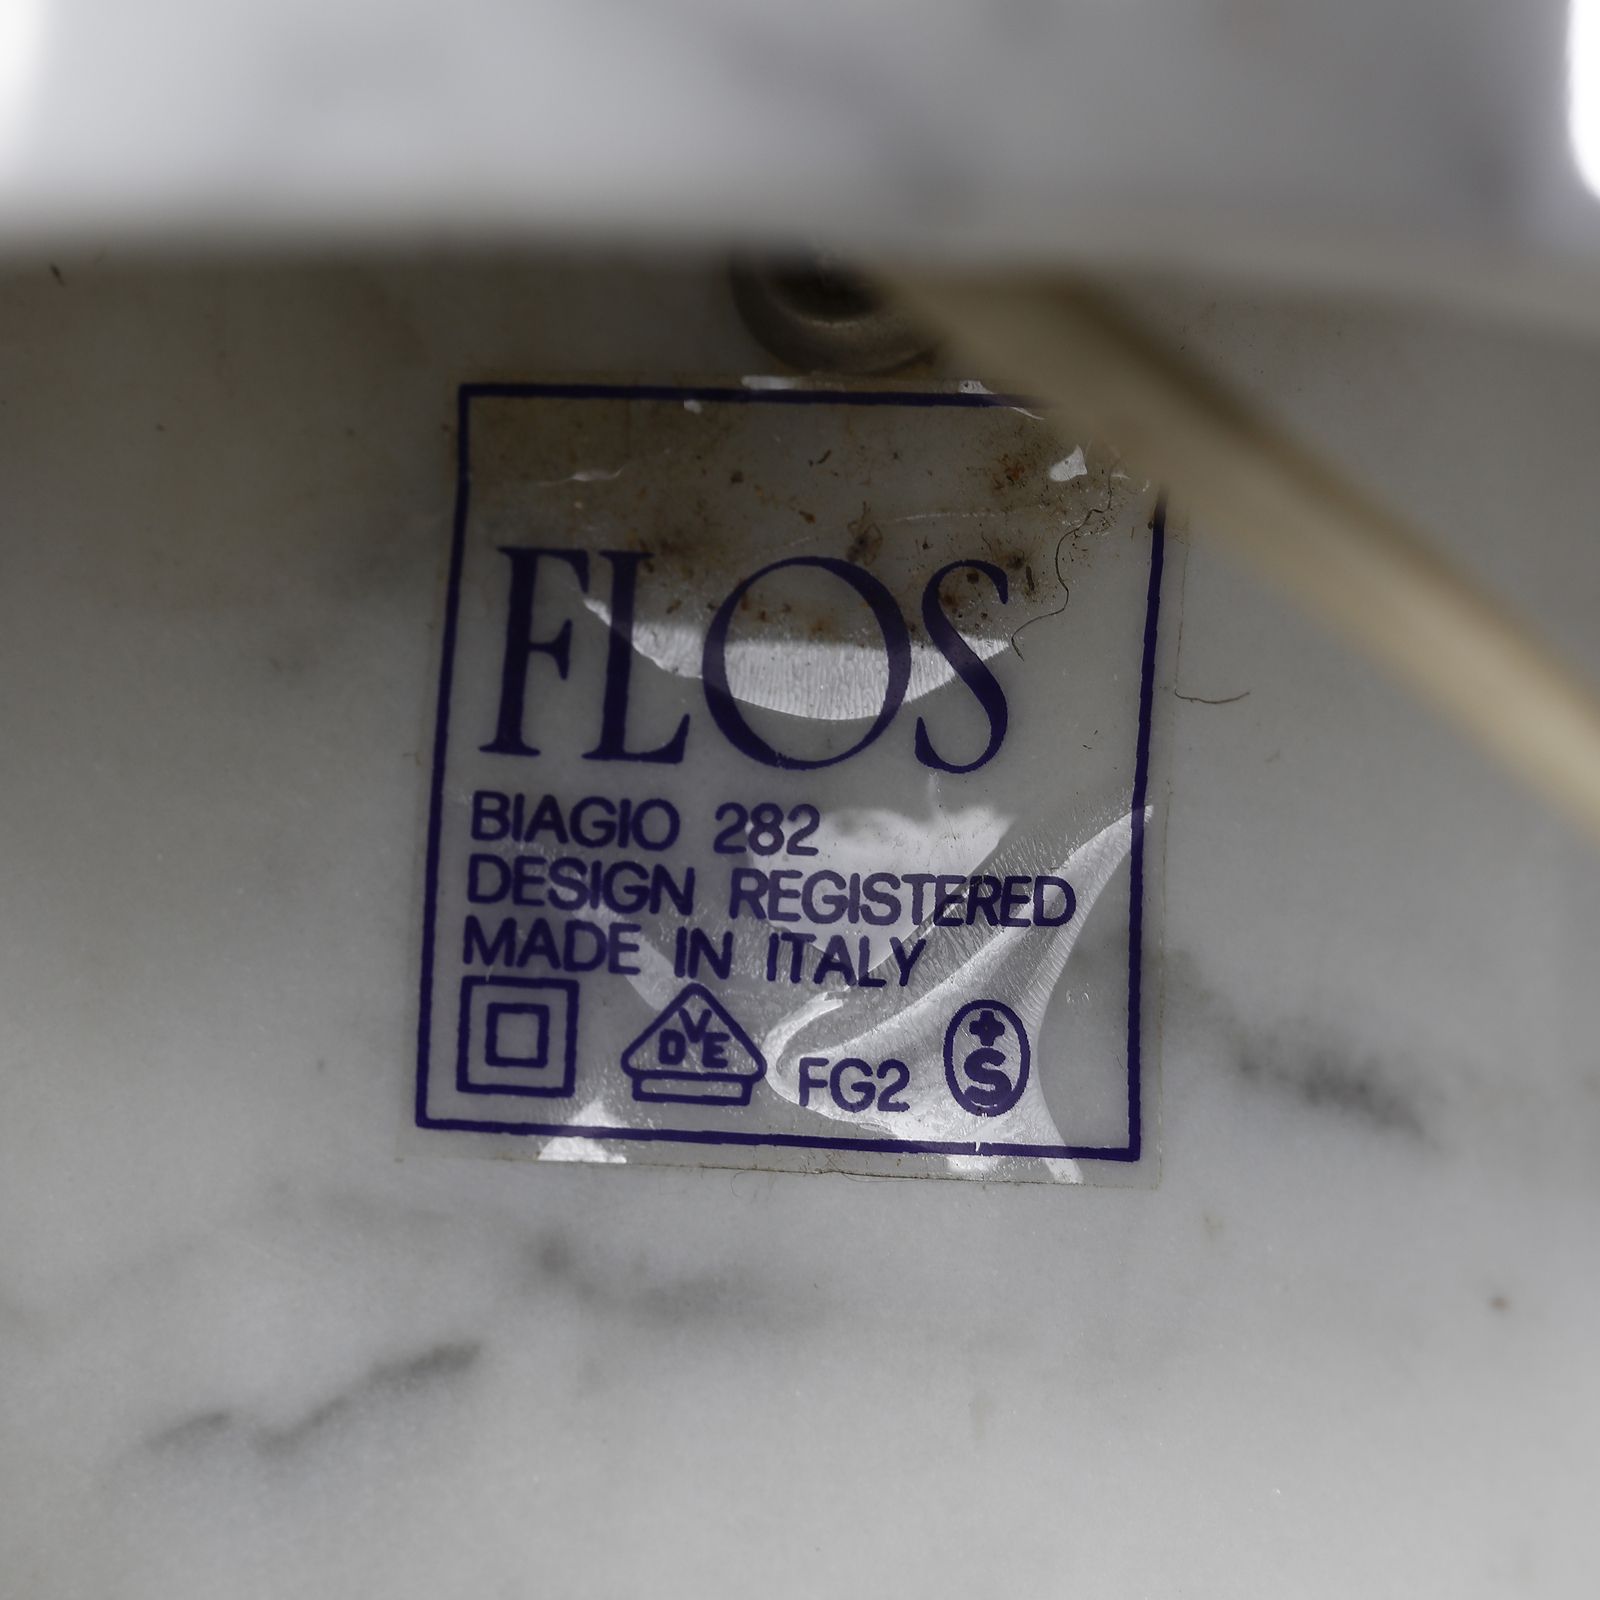 FLOS
BIAGIO 282
DESIGN REGISTERED
MADE IN ITALY
DVE FG2 +S